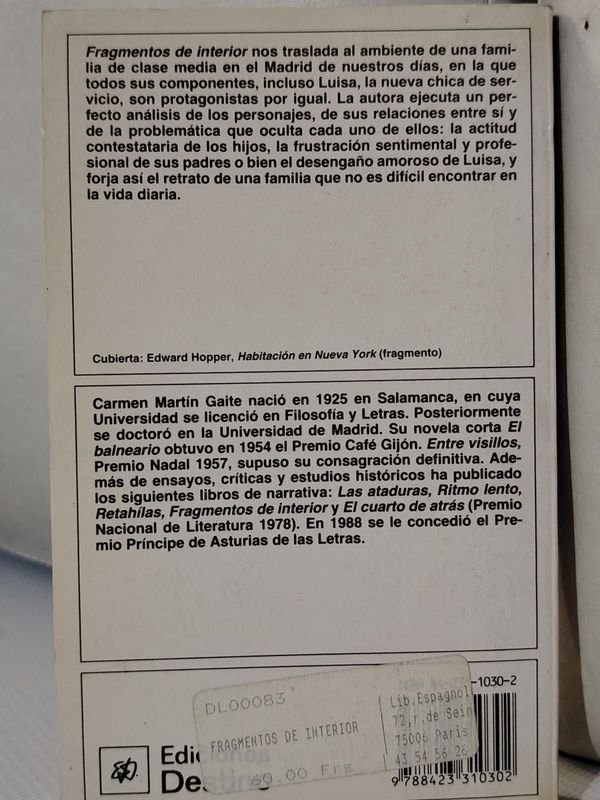 Fragmentos de interior nos traslada al ambiente de una fami-
lia de clase media en el Madrid de nuestros días, en la que
todos sus componentes, incluso Luisa, la nueva chica de ser-
vicio, son protagonistas por igual. La autora ejecuta un per-
fecto análisis de los personajes, de sus relaciones entre sí y
de la problemática que oculta cada uno de ellos: la actitud
contestataria de los hijos, la frustración sentimental y profe-
sional de sus padres o bien el desengaño amoroso de Luisa, y
forja así el retrato de una familia que no es difícil encontrar en
la vida diaria.
Cubierta: Edward Hopper, Habitación en Nueva York (fragmento)
Carmen Martín Gaite nació en 1925 en Salamanca, en cuya
Universidad se licenció en Filosofía y Letras. Posteriormente
se doctoró en la Universidad de Madrid. Su novela corta El
balneario obtuvo en 1954 el Premio Café Gijón. Entre visillos,
Premio Nadal 1957, supuso su consagración definitiva. Ade-
más de ensayos, críticas y estudios históricos ha publicado
los siguientes libros de narrativa: Las ataduras, Ritmo lento,
Retahílas, Fragmentos de interior y El cuarto de atrás (Premio
Nacional de Literatura 1978). En 1988 se le concedió el Pre-
mio Príncipe de Asturias de las Letras.
-1030-2
DL00083
FRAGMENTOS DE INTERIOR
60.00 Frs
Lib.Espagnol
72,r.de Sein
75006 Paris
43 54 56 26
Ediciones
Destino
9 788423 310302